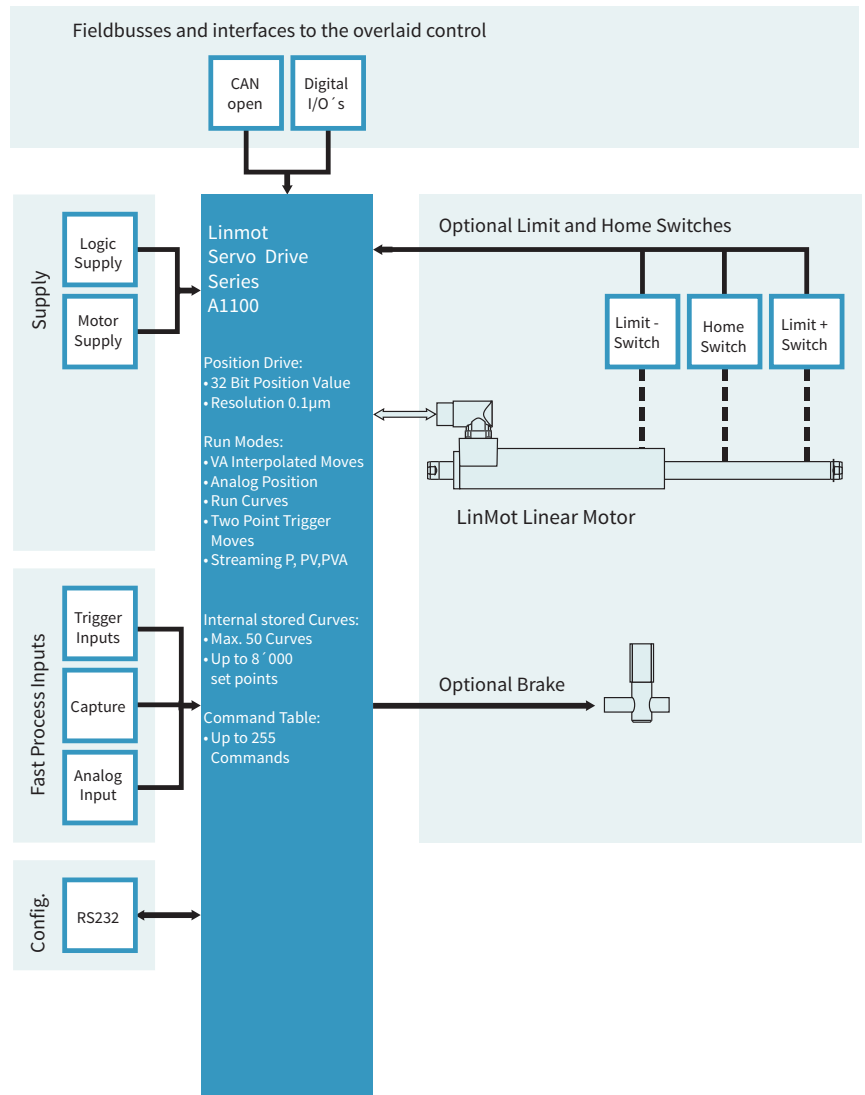 Fieldbusses and interfaces to the overlaid control
CAN
open
Digital
I/O´s
Supply
Logic
Supply
Motor
Supply
Linmot
Servo Drive
Series
A1100
Position Drive:
• 32 Bit Position Value
• Resolution 0.1µm
Run Modes:
• VA Interpolated Moves
• Analog Position
• Run Curves
• Two Point Trigger
Moves
• Streaming P, PV,PVA
Internal stored Curves:
• Max. 50 Curves
• Up to 8´000
set points
Command Table:
• Up to 255
Commands
Optional Limit and Home Switches
Limit -
Switch
Home
Switch
Limit +
Switch
LinMot Linear Motor
Optional Brake
Fast Process Inputs
Trigger
Inputs
Capture
Analog
Input
Config.
RS232